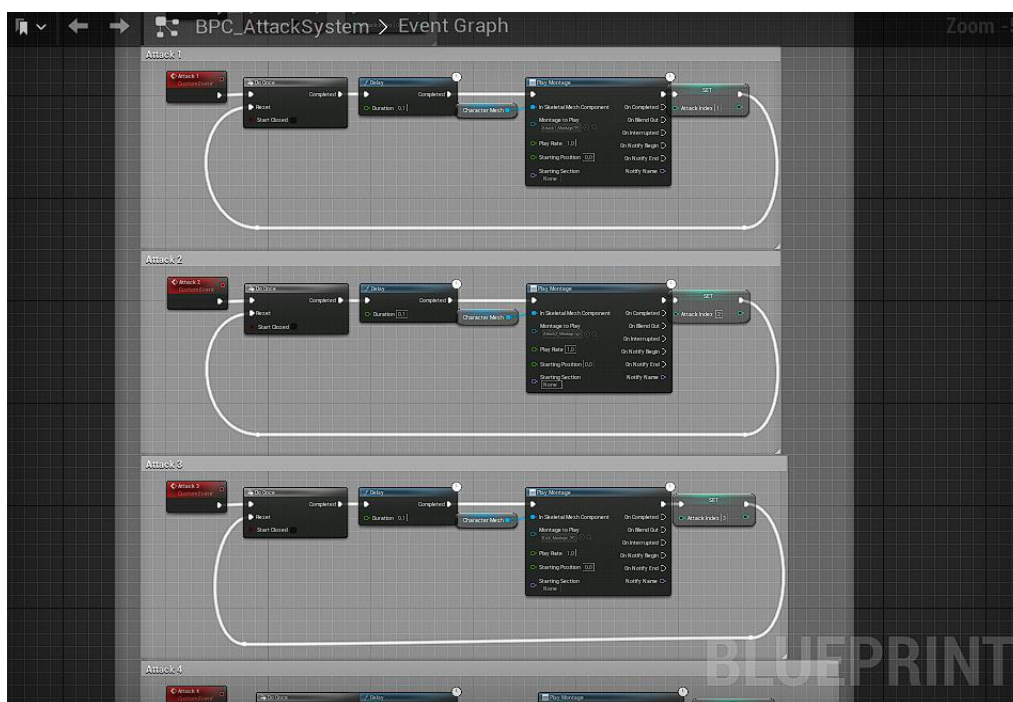 BPC_AttackSystem > Event Graph
Zoom -
Attack 1
Attack 1
Custom Event
Do Once
Completed
Reset
Start Closed
Delay
Completed
Duration 0,1
Character Mesh
Play Montage
In Skeletal Mesh Component
On Completed
Montage to Play
On Blend Out
Attack1_Montage
On Interrupted
Play Rate 1,0
On Notify Begin
Starting Position 0,0
On Notify End
Starting Section
Notify Name
None
SET
Attack Index 1
Attack 2
Attack 2
Custom Event
Do Once
Completed
Reset
Start Closed
Delay
Completed
Duration 0,1
Character Mesh
Play Montage
In Skeletal Mesh Component
On Completed
Montage to Play
On Blend Out
Attack2_Montage
On Interrupted
Play Rate 1,0
On Notify Begin
Starting Position 0,0
On Notify End
Starting Section
Notify Name
None
SET
Attack Index 2
Attack 3
Attack 3
Custom Event
Do Once
Completed
Reset
Start Closed
Delay
Completed
Duration 0,1
Character Mesh
Play Montage
In Skeletal Mesh Component
On Completed
Montage to Play
On Blend Out
On Interrupted
Play Rate 1,0
On Notify Begin
Starting Position 0,0
On Notify End
Starting Section
Notify Name
None
SET
Attack Index 3
Attack 4
Attack 4
Custom Event
Do Once
Delay
Play Montage
BLUEPRINT